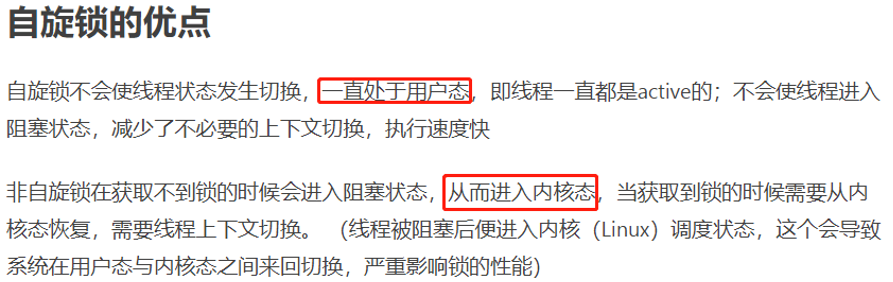 自旋锁的优点
自旋锁不会使线程状态发生切换，一直处于用户态，即线程一直都是active的；不会使线程进入
阻塞状态，减少了不必要的上下文切换，执行速度快
非自旋锁在获取不到锁的时候会进入阻塞状态，从而进入内核态，当获取到锁的时候需要从内
核态恢复，需要线程上下文切换。 （线程被阻塞后便进入内核（Linux）调度状态，这个会导致
系统在用户态与内核态之间来回切换，严重影响锁的性能）